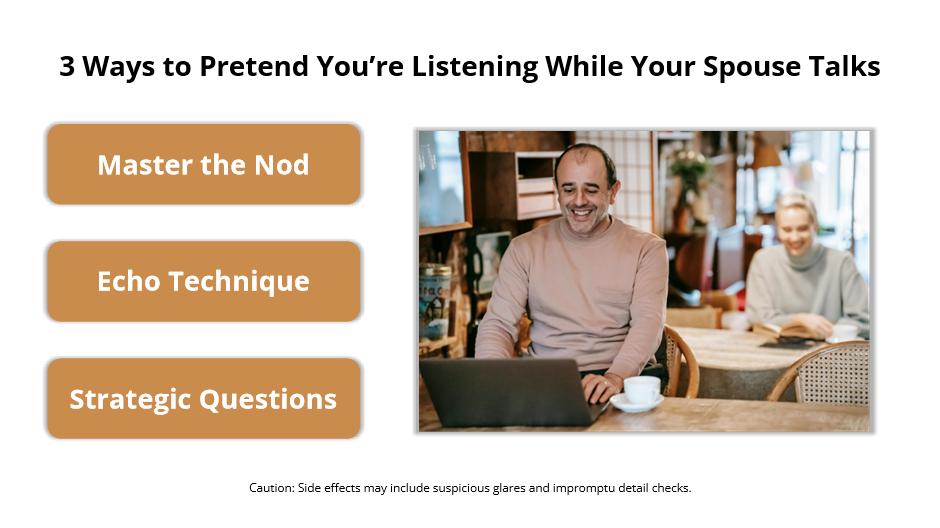 3 Ways to Pretend You’re Listening While Your Spouse Talks
Master the Nod
Echo Technique
Strategic Questions
Caution: Side effects may include suspicious glares and impromptu detail checks.